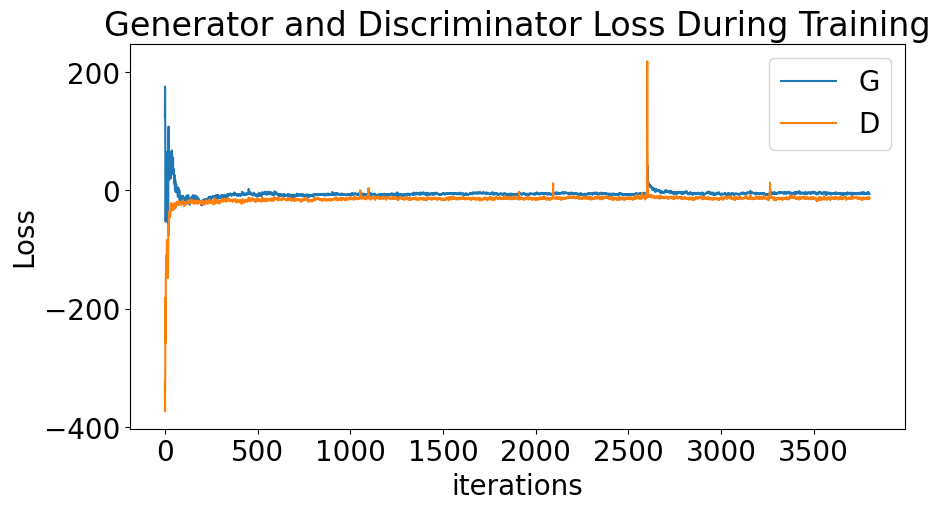 Generator and Discriminator Loss During Training
200
0
−200
−400
Loss
G
D
0 500 1000 1500 2000 2500 3000 3500
iterations